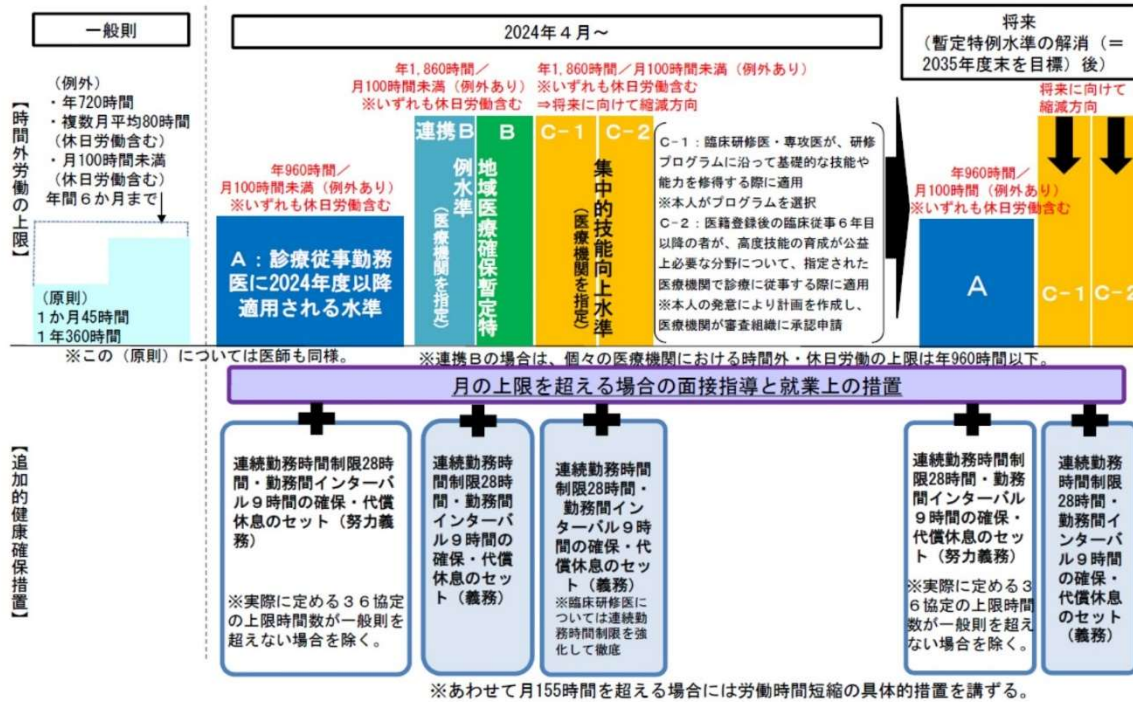 一般則
2024年4月~
将来
(暫定特例水準の解消(=
2035年度末を目標)後)
【時間外労働の上限】
(例外)
・年720時間
・複数月平均80時間
(休日労働含む)
・月100時間未満
(休日労働含む)
年間6か月まで
(原則)
1か月45時間
1年360時間
※この(原則)については医師も同様。
年960時間/
月100時間未満(例外あり)
※いずれも休日労働含む
A:診療従事勤務
医に2024年度以降
適用される水準
年1,860時間/
月100時間未満(例外あり)
※いずれも休日労働含む
連携B
B
例水準
(医療機関を指定)
地域医療確保暫定特
年1,860時間/月100時間未満(例外あり)
※いずれも休日労働含む
⇒将来に向けて縮減方向
C-1
C-2
集中的技能向上水準
(医療機関を指定)
C-1:臨床研修医・専攻医が、研修
プログラムに沿って基礎的な技能や
能力を修得する際に適用
※本人がプログラムを選択
C-2:医籍登録後の臨床従事6年目
以降の者が、高度技能の育成が公益
上必要な分野について、指定された
医療機関で診療に従事する際に適用
※本人の発意により計画を作成し、
医療機関が審査組織に承認申請
※連携Bの場合は、個々の医療機関における時間外・休日労働の上限は年960時間以下。
年960時間/
月100時間(例外あり)
※いずれも休日労働含む
A
将来に向けて
縮減方向
C-1
C-2
月の上限を超える場合の面接指導と就業上の措置
【追加的健康確保措置】
連続勤務時間制限28時
間・勤務間インターバ
ル9時間の確保・代償
休息のセット(努力義
務)
※実際に定める36協定
の上限時間数が一般則を
超えない場合を除く。
連続勤務時
間制限28時
間・勤務間
インターバ
ル9時間の
確保・代償
休息のセッ
ト(義務)
連続勤務時間
制限28時間・
勤務間インター
バル9時
間の確保・代
償休息のセッ
ト(義務)
※臨床研修医に
ついては連続勤
務時間制限を強
化して徹底
連続勤務時間制
限28時間・勤務
間インターバル
9時間の確保・
代償休息のセッ
ト(努力義務)
※実際に定める3
6協定の上限時間
数が一般則を超え
ない場合を除く。
連続勤務
時間制限
28時間・勤
務間インター
バル9時間
の確保・
代償休息
のセット
(義務)
※あわせて月155時間を超える場合には労働時間短縮の具体的措置を講ずる。